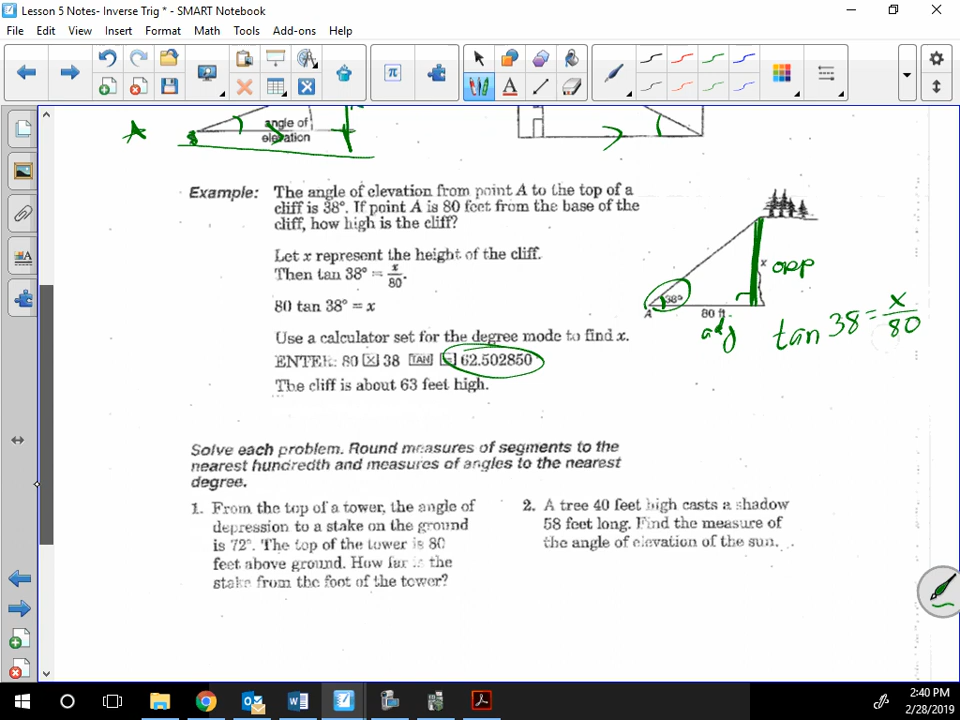 Lesson 5 Notes- Inverse Trig * - SMART Notebook
File Edit View Insert Format Math Tools Add-ons Help
A
angle of
elevation
Example: The angle of elevation from point A to the top of a
cliff is 38°. If point A is 80 feet from the base of the
cliff, how high is the cliff?
Let x represent the height of the cliff.
Then tan 38° = x/80.
80 tan 38° = x
Use a calculator set for the degree mode to find x.
ENTER: 80 × 38 TAN = 62.502850
The cliff is about 63 feet high.
x opp
38°
A 80 ft.
adj
tan 38 = x/80
Solve each problem. Round measures of segments to the
nearest hundredth and measures of angles to the nearest
degree.
1. From the top of a tower, the angle of
depression to a stake on the ground
is 72°. The top of the tower is 80
feet above ground. How far is the
stake from the foot of the tower?
2. A tree 40 feet high casts a shadow
58 feet long. Find the measure of
the angle of elevation of the sun.
2:40 PM
2/28/2019